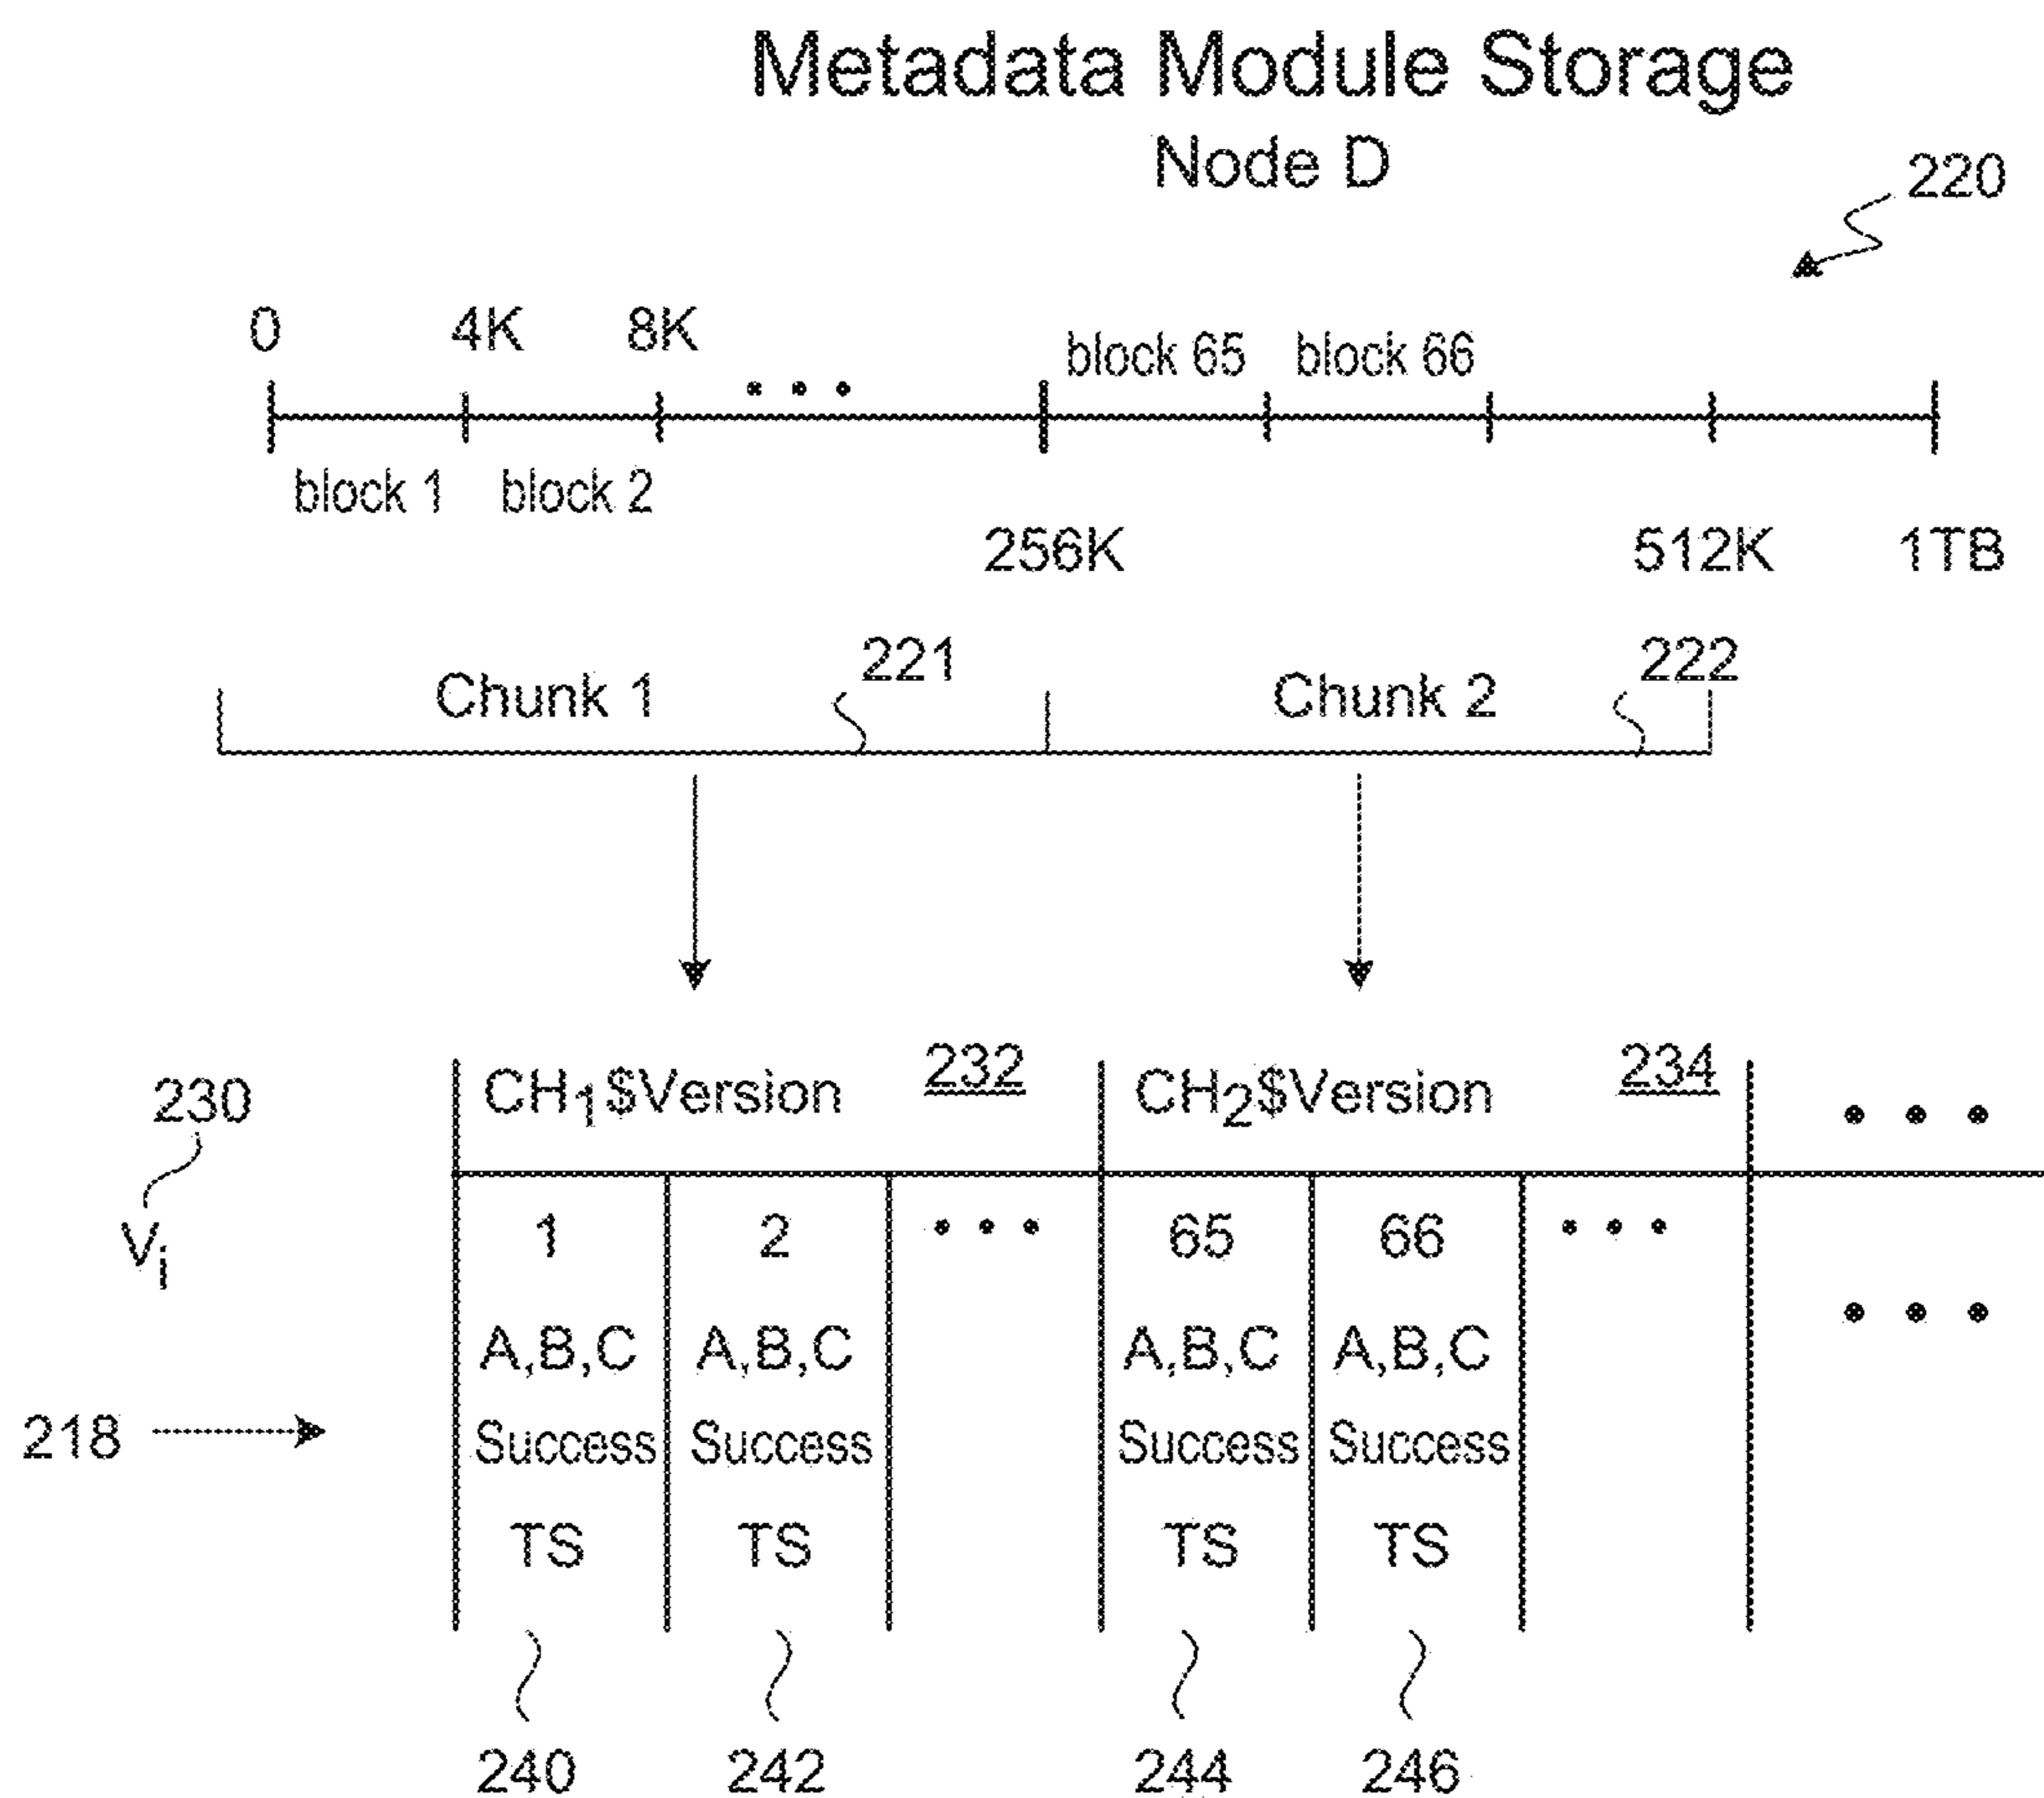 Metadata Module Storage
Node D
220
0 4K 8K block 65 block 66
• • •
block 1 block 2
256K 512K 1TB
221 222
Chunk 1 Chunk 2
230 CH1$Version 232 CH2$Version 234 • • •
Vi 1 2 • • • 65 66 • • •
A,B,C A,B,C A,B,C A,B,C • • •
218 Success Success Success Success
TS TS TS TS
240 242 244 246